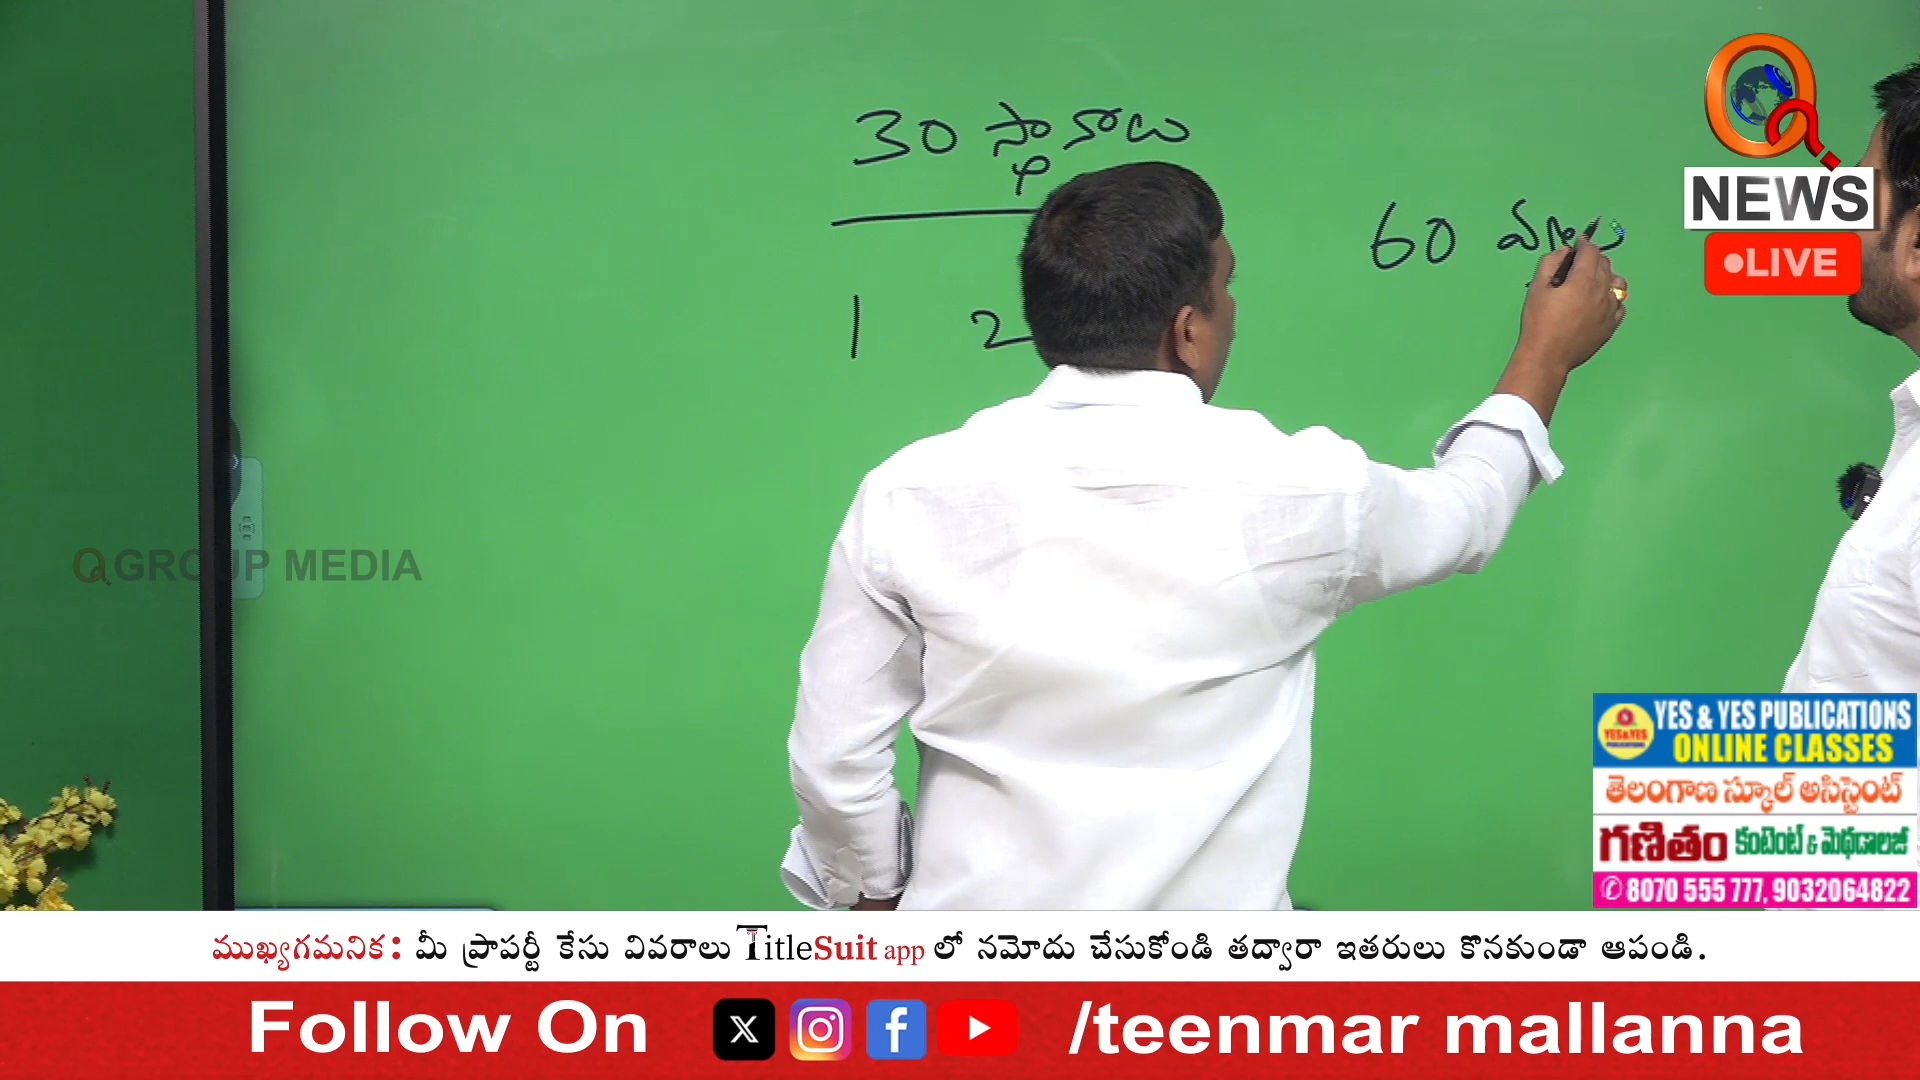 30 స్థానాలు
60
1 2
NEWS
LIVE
GROUP MEDIA
YES & YES PUBLICATIONS
ONLINE CLASSES
తెలంగాణ స్కూల్ అసిస్టెంట్
గణితం కంటెంట్ & మెథడాలజీ
8070 555 777, 9032064822
ముఖ్యగమనిక: మీ ప్రాపర్టీ కేసు వివరాలు TitleSuit app లో నమోదు చేసుకోండి తద్వారా ఇతరులు కొనకుండా ఆపండి.
Follow On /teenmar mallanna